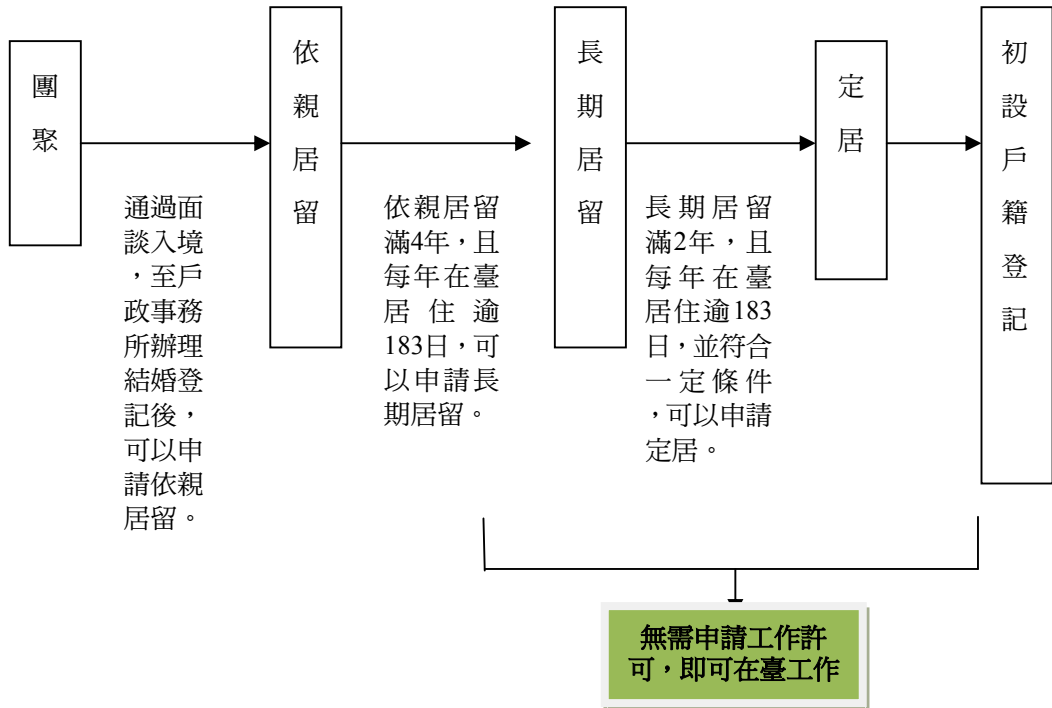 團聚
依親居留
長期居留
定居
初設戶籍登記
通過面
談入境
，至戶
政事務
所辦理
結婚登
記後，
可以申
請依親
居留。
依親居留
滿4年，且
每年在臺
居住逾
183日，可
以申請長
期居留。
長期居留
滿2年，且
每年在臺
居住逾183
日，並符合
一定條件
，可以申請
定居。
無需申請工作許
可，即可在臺工作